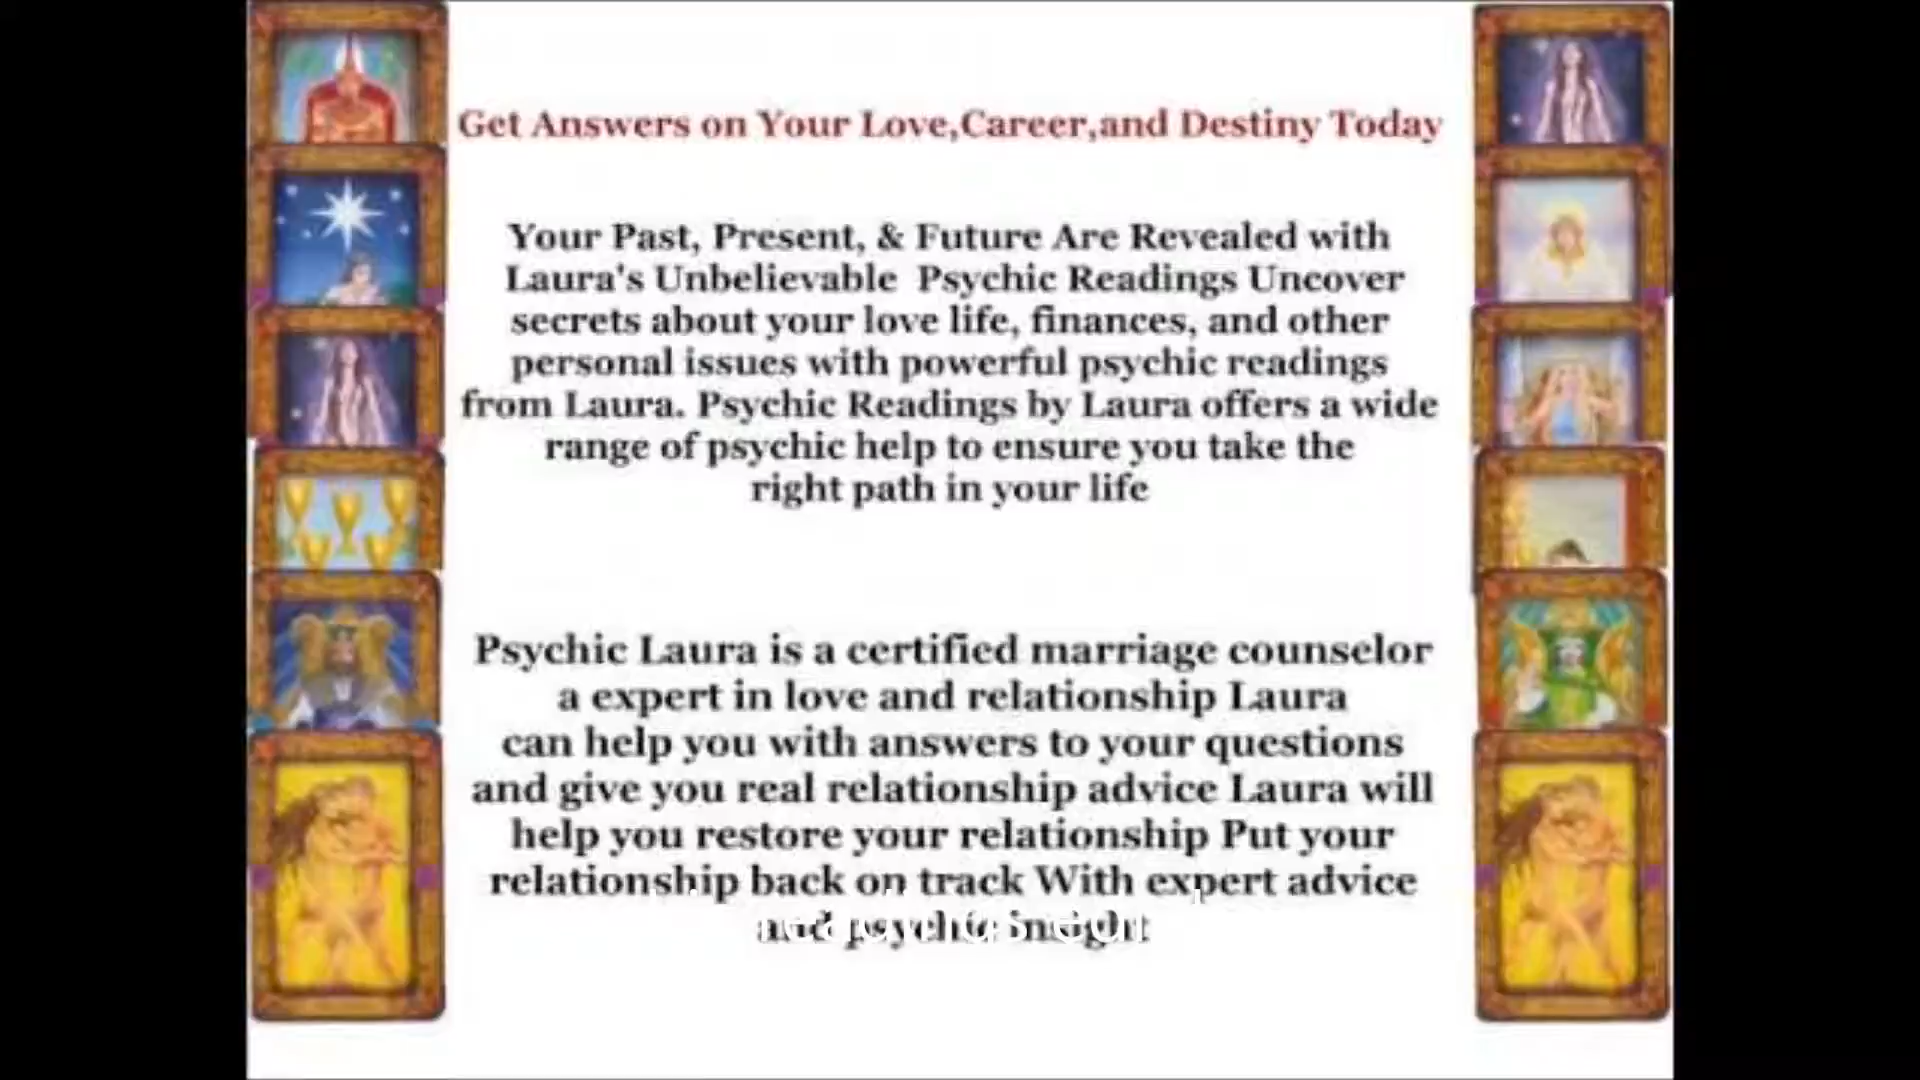 Get Answers on Your Love,Career,and Destiny Today
Your Past, Present, & Future Are Revealed with
Laura's Unbelievable Psychic Readings Uncover
secrets about your love life, finances, and other
personal issues with powerful psychic readings
from Laura. Psychic Readings by Laura offers a wide
range of psychic help to ensure you take the
right path in your life
Psychic Laura is a certified marriage counselor
a expert in love and relationship Laura
can help you with answers to your questions
and give you real relationship advice Laura will
help you restore your relationship Put your
relationship back on track With expert advice
and psychic insight